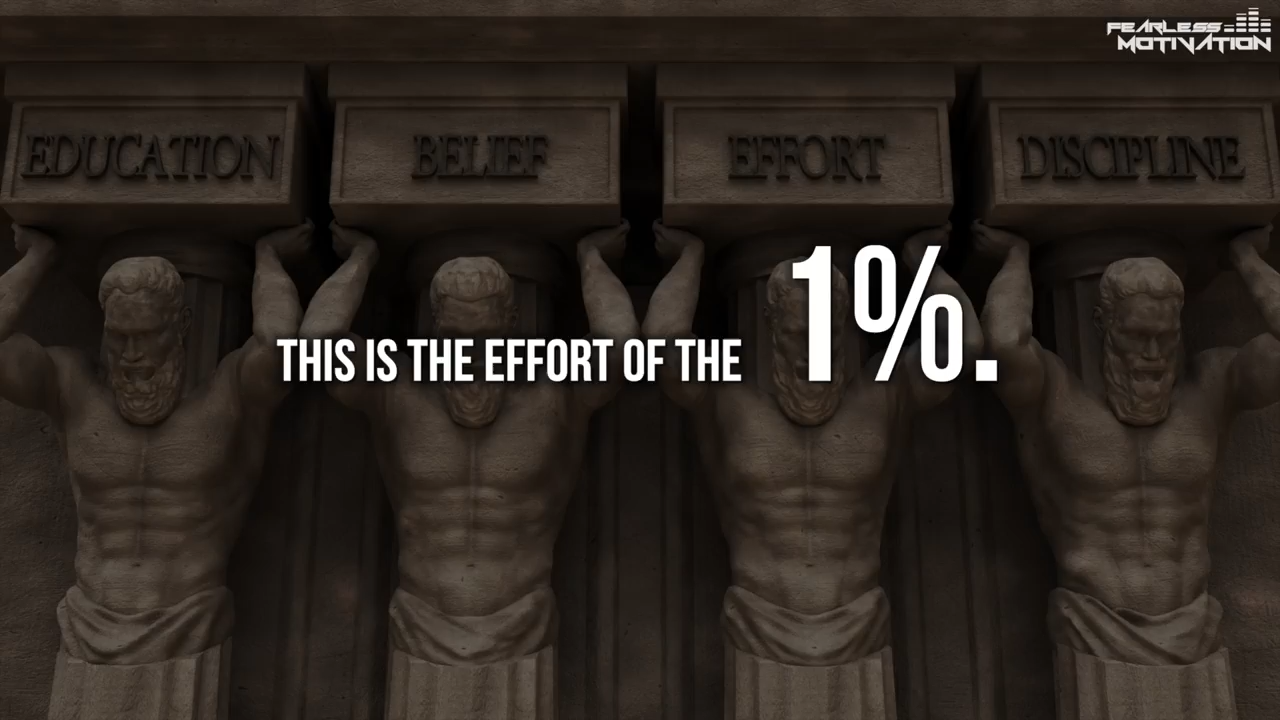 FEARLESS
MOTIVATION
EDUCATION BELIEF EFFORT DISCIPLINE
THIS IS THE EFFORT OF THE 1%.